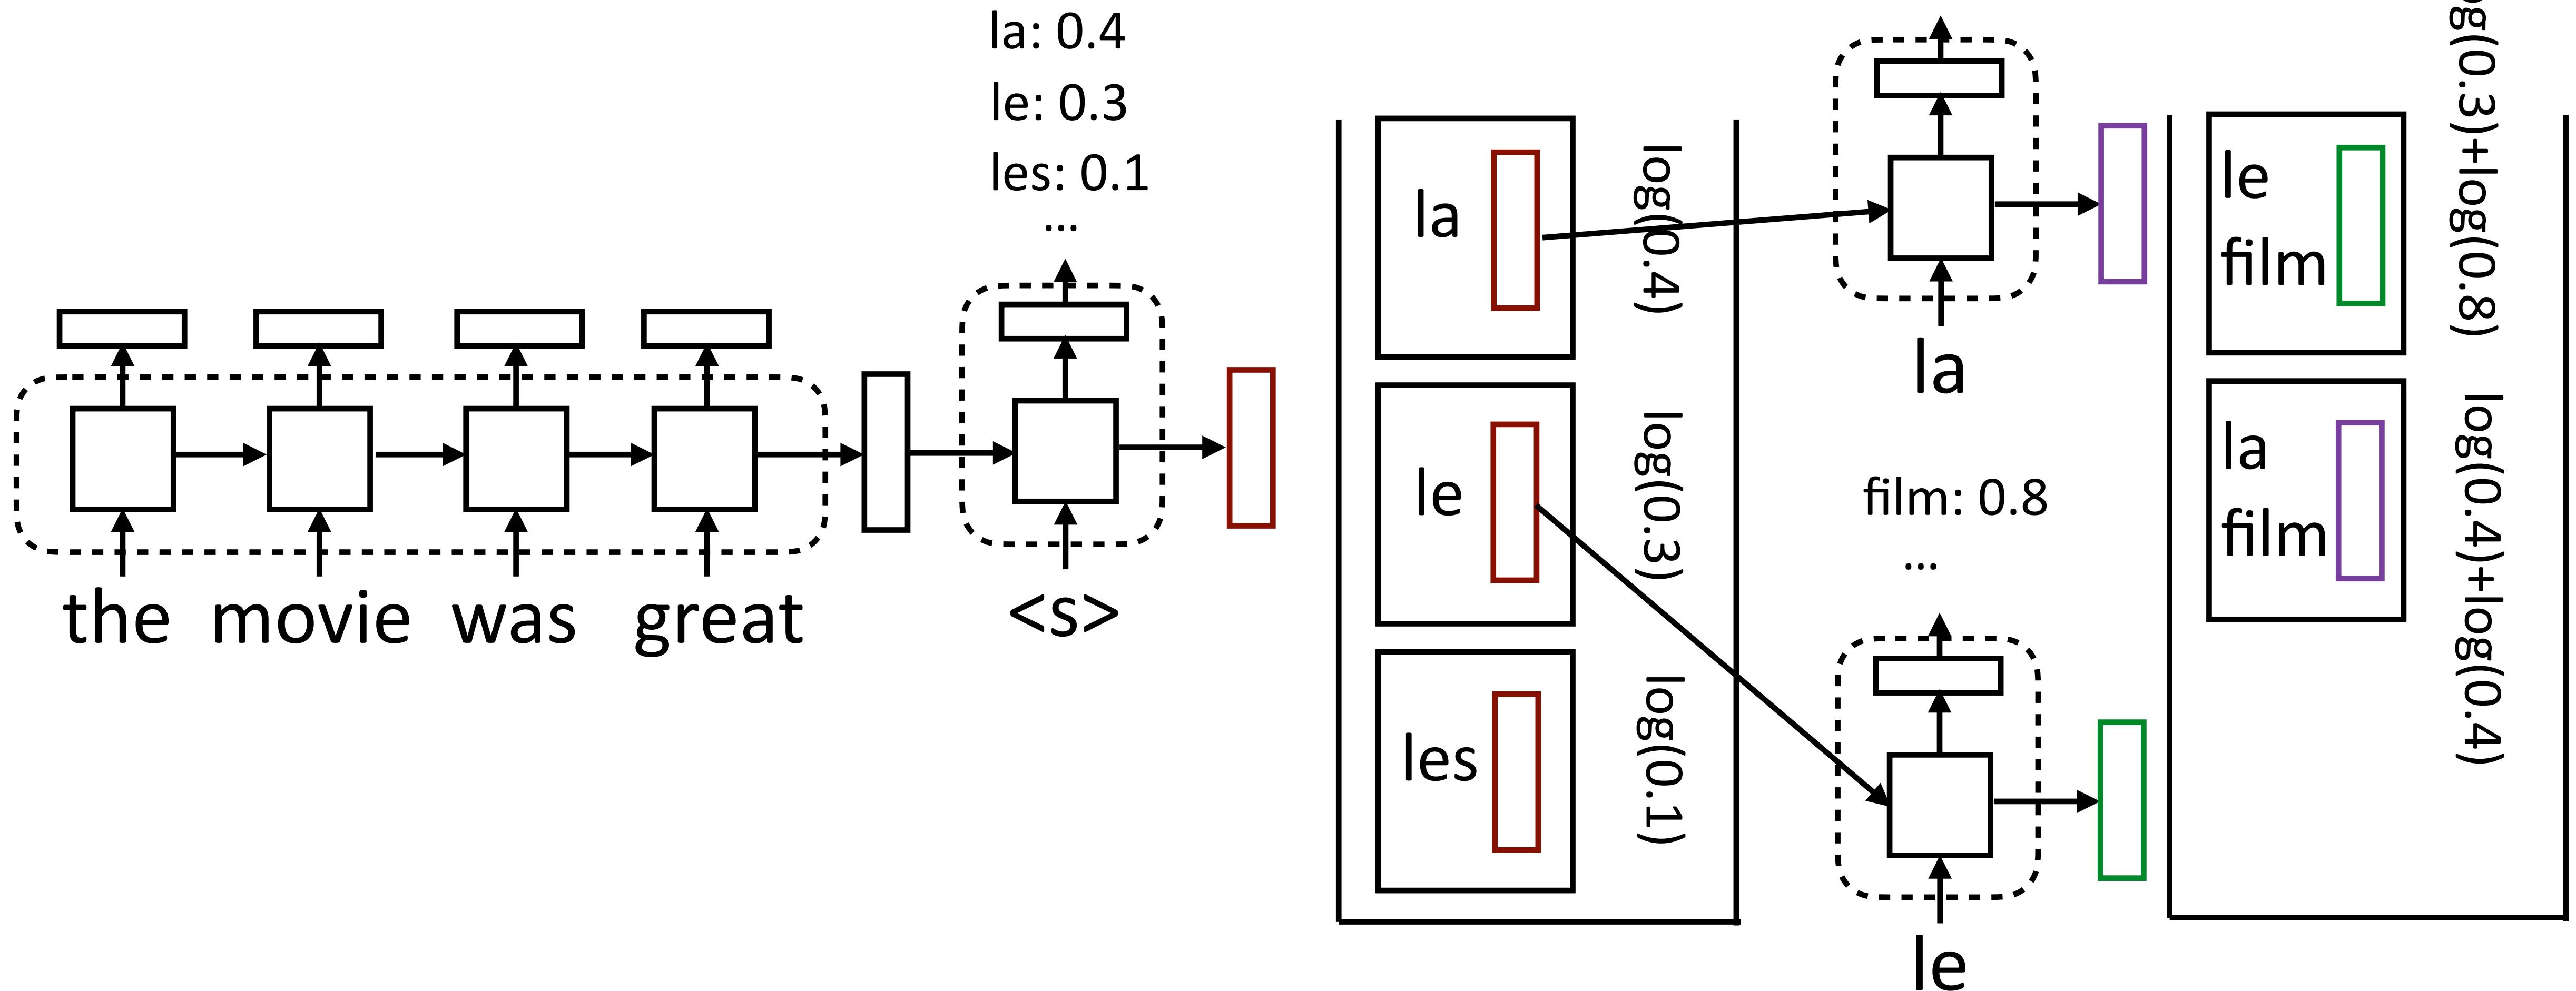 la: 0.4
le: 0.3
les: 0.1
...
the movie was great
<s>
la
log(0.4)
le
log(0.3)
les
log(0.1)
la
film: 0.8
...
le
le
film
og(0.3)+log(0.8)
la
film
log(0.4)+log(0.4)